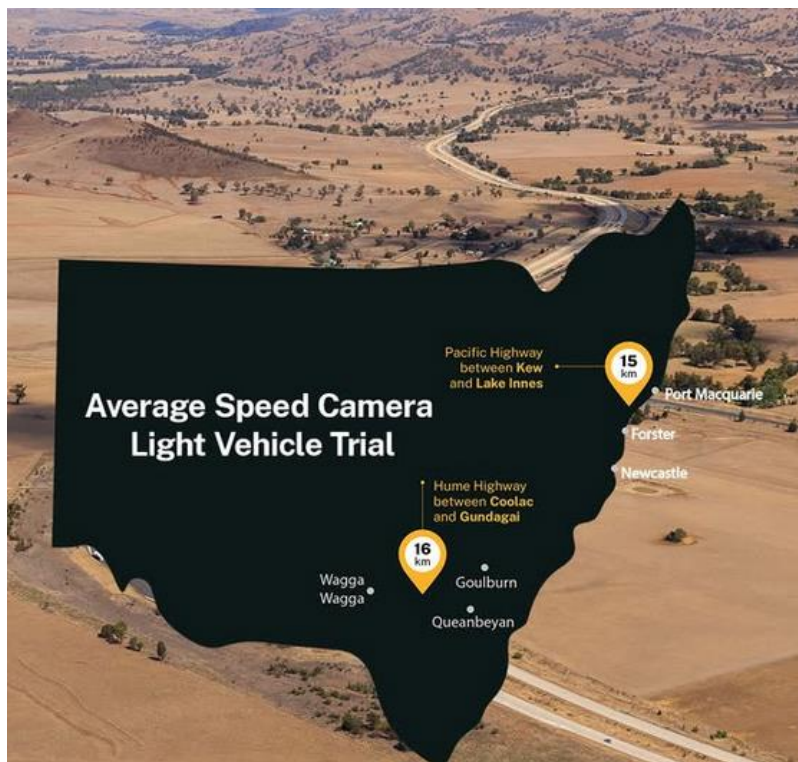 Average Speed Camera
Light Vehicle Trial
Pacific Highway
between Kew
and Lake Innes
15
km
Port Macquarie
Forster
Newcastle
Hume Highway
between Coolac
and Gundagai
16
km
Wagga
Wagga
Goulburn
Queanbeyan